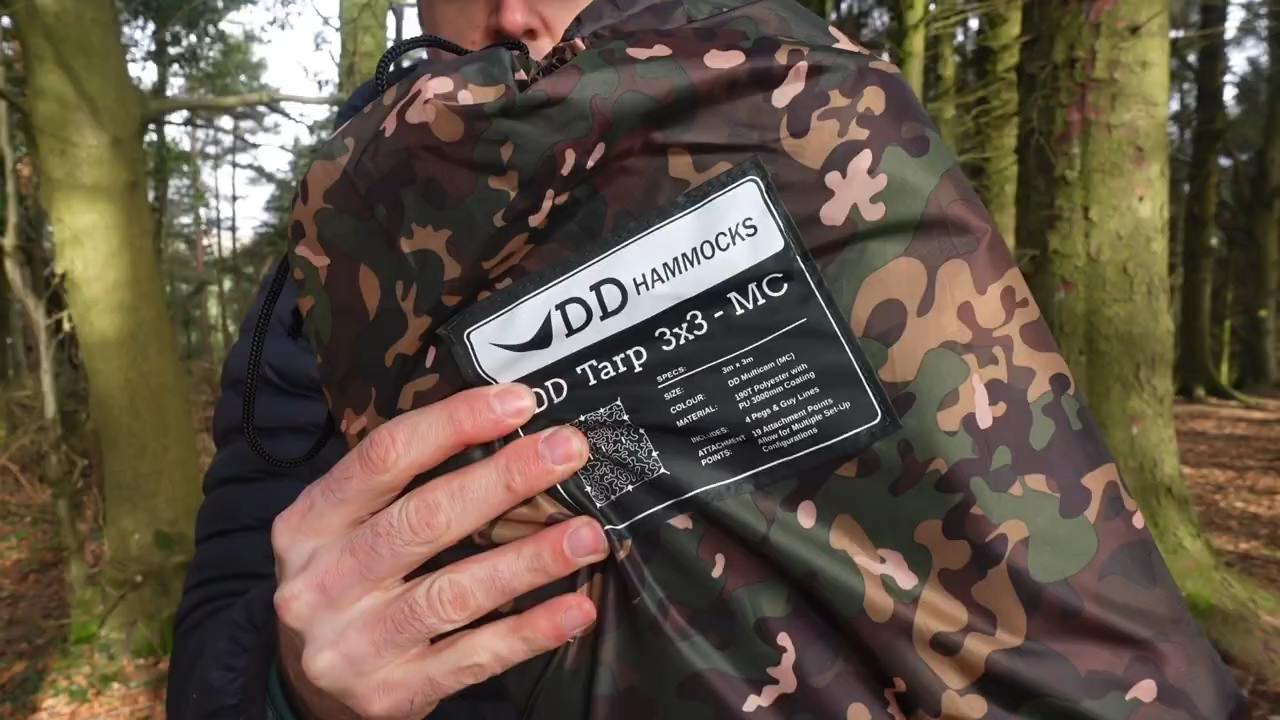 DD HAMMOCKS
DD Tarp 3x3 - MC
SPECS:
SIZE: 3m x 3m
COLOUR: DD Multicam (MC)
MATERIAL: 190T Polyester with
PU 3000mm Coating
INCLUDES: 4 Pegs & Guy Lines
ATTACHMENT 19 Attachment Points
POINTS: Allow for Multiple Set-Up
Configurations